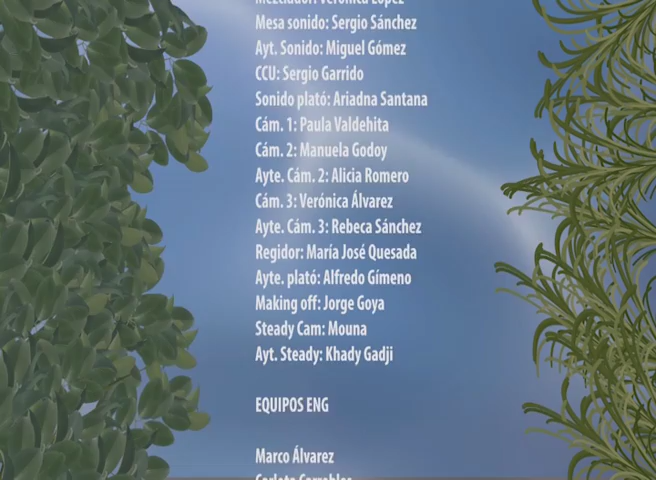 Mezclador: Verónica López
Mesa sonido: Sergio Sánchez
Ayt. Sonido: Miguel Gómez
CCU: Sergio Garrido
Sonido plató: Ariadna Santana
Cám. 1: Paula Valdehita
Cám. 2: Manuela Godoy
Ayte. Cám. 2: Alicia Romero
Cám. 3: Verónica Álvarez
Ayte. Cám. 3: Rebeca Sánchez
Regidor: María José Quesada
Ayte. plató: Alfredo Gímeno
Making off: Jorge Goya
Steady Cam: Mouna
Ayt. Steady: Khady Gadji
EQUIPOS ENG
Marco Álvarez